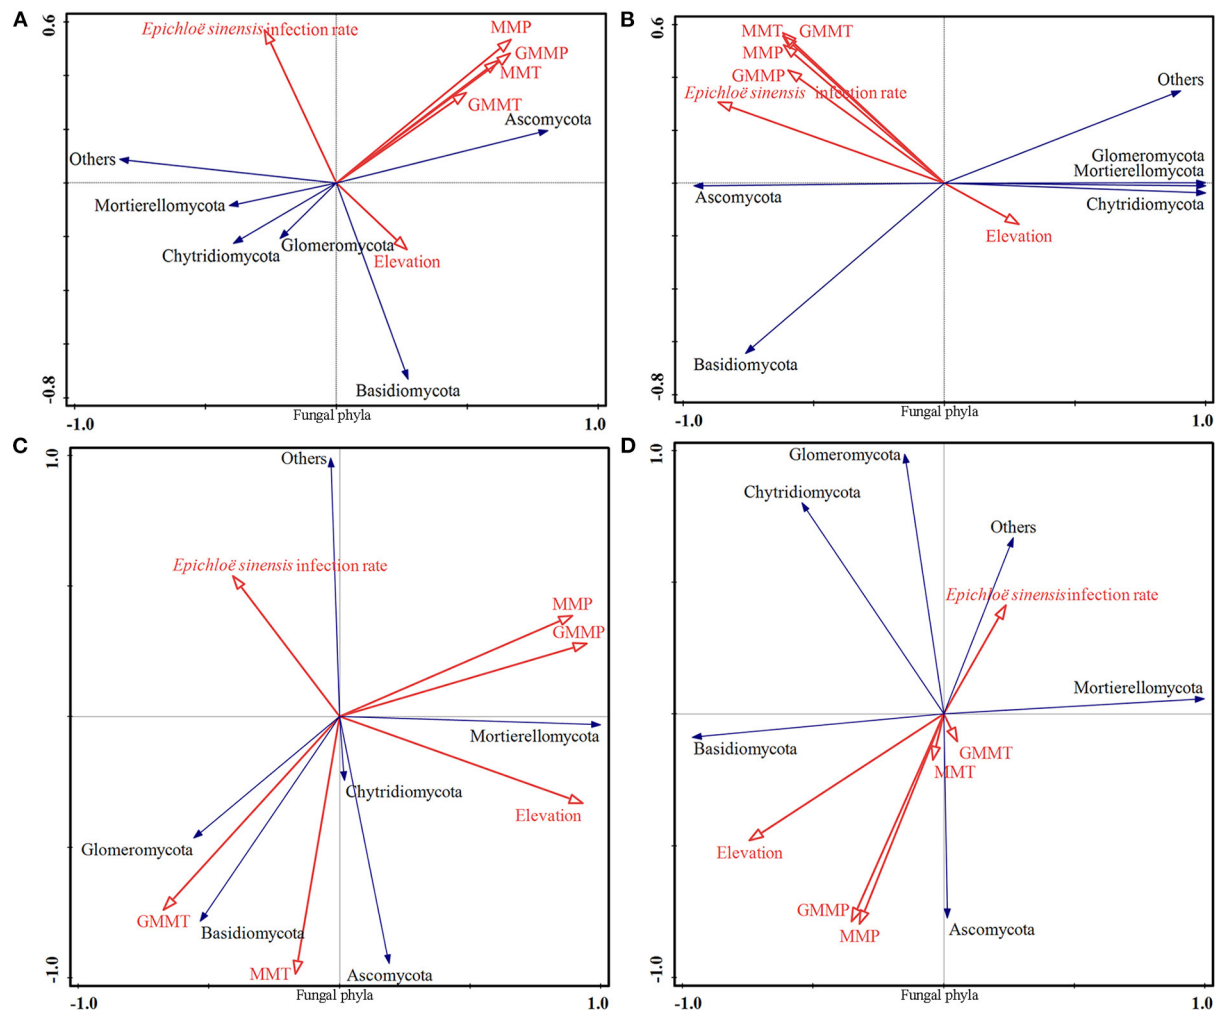 A
0.6
Epichloë sinensis infection rate
MMP
GMMP
MMT
GMMT
Ascomycota
Others
Mortierellomycota
Chytridiomycota
Glomeromycota
Elevation
Basidiomycota
-0.8
-1.0
Fungal phyla
1.0
B
0.6
MMT
GMMT
MMP
GMMP
Epichloë sinensis infection rate
Others
Glomeromycota
Mortierellomycota
Ascomycota
Chytridiomycota
Elevation
Basidiomycota
-0.8
-1.0
Fungal phyla
1.0
C
1.0
Others
Epichloë sinensis infection rate
MMP
GMMP
Mortierellomycota
Chytridiomycota
Elevation
Glomeromycota
GMMT
Basidiomycota
MMT
Ascomycota
-1.0
-1.0
Fungal phyla
1.0
D
1.0
Glomeromycota
Chytridiomycota
Others
Epichloë sinensis infection rate
Mortierellomycota
Basidiomycota
GMMT
MMT
Elevation
GMMP
MMP
Ascomycota
-1.0
-1.0
Fungal phyla
1.0